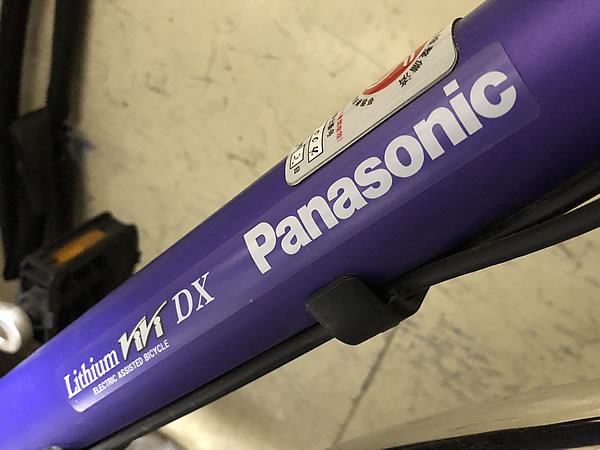 Panasonic
Lithium ViVi DX
ELECTRIC ASSISTED BICYCLE